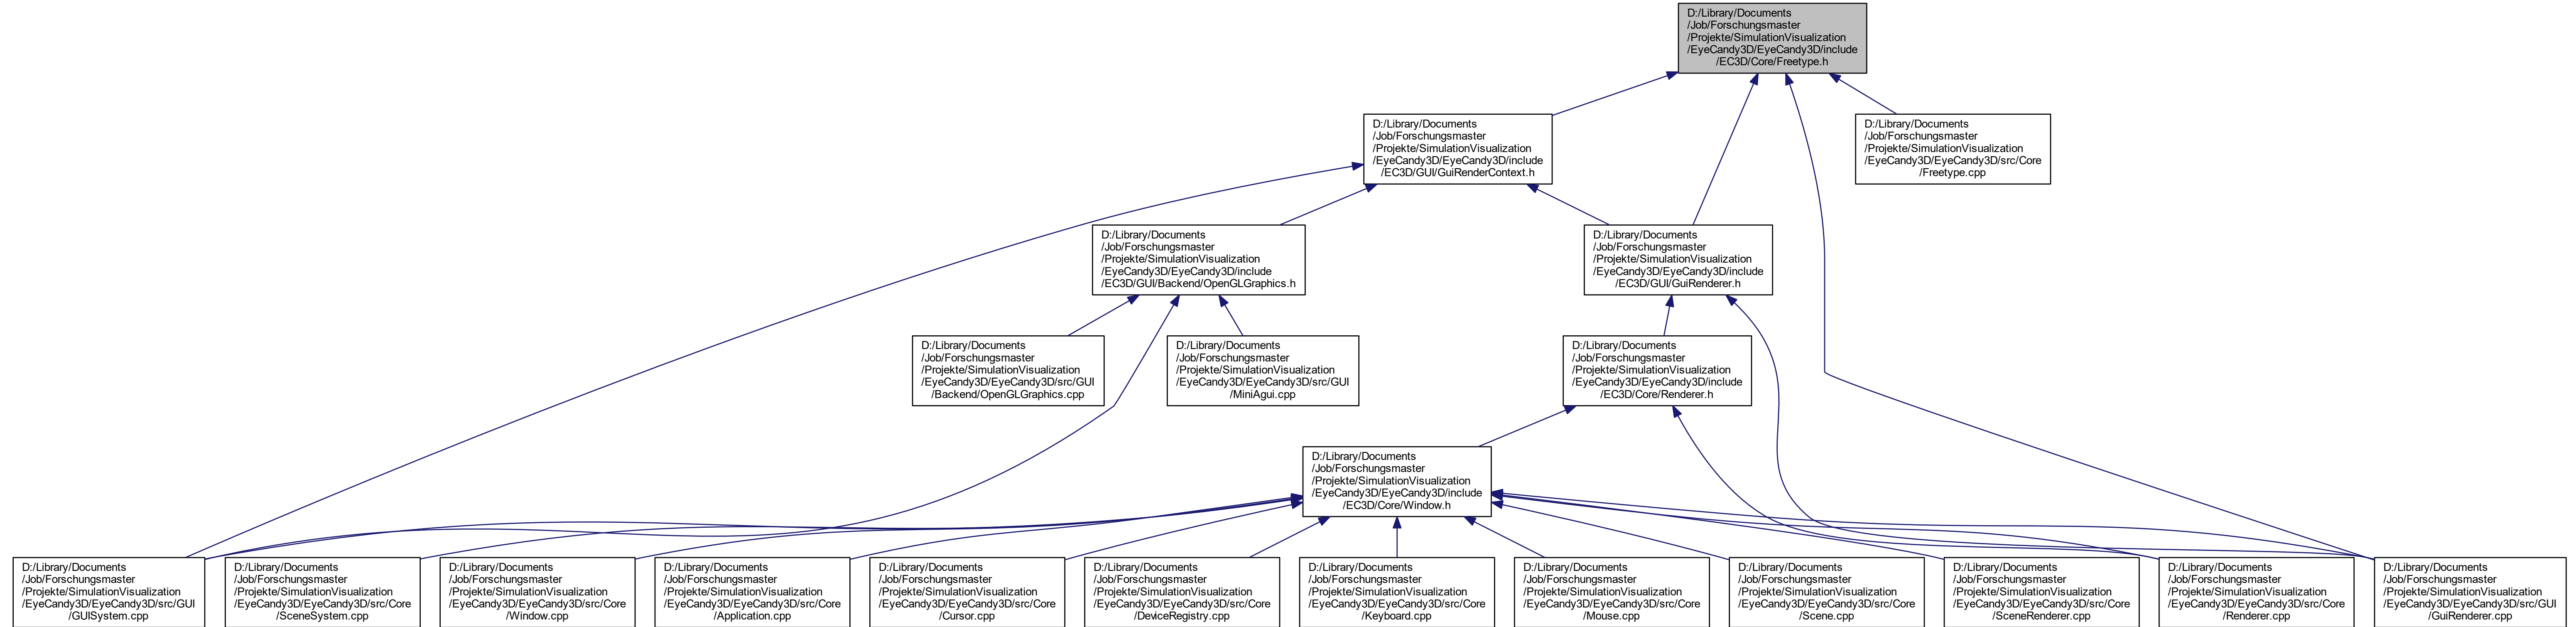 D:/Library/Documents
/Job/Forschungsmaster
/Projekte/SimulationVisualization
/EyeCandy3D/EyeCandy3D/include
/EC3D/Core/Freetype.h
D:/Library/Documents
/Job/Forschungsmaster
/Projekte/SimulationVisualization
/EyeCandy3D/EyeCandy3D/include
/EC3D/GUI/GuiRenderContext.h
D:/Library/Documents
/Job/Forschungsmaster
/Projekte/SimulationVisualization
/EyeCandy3D/EyeCandy3D/src/Core
/Freetype.cpp
D:/Library/Documents
/Job/Forschungsmaster
/Projekte/SimulationVisualization
/EyeCandy3D/EyeCandy3D/include
/EC3D/GUI/Backend/OpenGLGraphics.h
D:/Library/Documents
/Job/Forschungsmaster
/Projekte/SimulationVisualization
/EyeCandy3D/EyeCandy3D/include
/EC3D/GUI/GuiRenderer.h
D:/Library/Documents
/Job/Forschungsmaster
/Projekte/SimulationVisualization
/EyeCandy3D/EyeCandy3D/src/GUI
/Backend/OpenGLGraphics.cpp
D:/Library/Documents
/Job/Forschungsmaster
/Projekte/SimulationVisualization
/EyeCandy3D/EyeCandy3D/src/GUI
/MiniAgui.cpp
D:/Library/Documents
/Job/Forschungsmaster
/Projekte/SimulationVisualization
/EyeCandy3D/EyeCandy3D/include
/EC3D/Core/Renderer.h
D:/Library/Documents
/Job/Forschungsmaster
/Projekte/SimulationVisualization
/EyeCandy3D/EyeCandy3D/include
/EC3D/Core/Window.h
D:/Library/Documents
/Job/Forschungsmaster
/Projekte/SimulationVisualization
/EyeCandy3D/EyeCandy3D/src/GUI
/GUISystem.cpp
D:/Library/Documents
/Job/Forschungsmaster
/Projekte/SimulationVisualization
/EyeCandy3D/EyeCandy3D/src/Core
/SceneSystem.cpp
D:/Library/Documents
/Job/Forschungsmaster
/Projekte/SimulationVisualization
/EyeCandy3D/EyeCandy3D/src/Core
/Window.cpp
D:/Library/Documents
/Job/Forschungsmaster
/Projekte/SimulationVisualization
/EyeCandy3D/EyeCandy3D/src/Core
/Application.cpp
D:/Library/Documents
/Job/Forschungsmaster
/Projekte/SimulationVisualization
/EyeCandy3D/EyeCandy3D/src/Core
/Cursor.cpp
D:/Library/Documents
/Job/Forschungsmaster
/Projekte/SimulationVisualization
/EyeCandy3D/EyeCandy3D/src/Core
/DeviceRegistry.cpp
D:/Library/Documents
/Job/Forschungsmaster
/Projekte/SimulationVisualization
/EyeCandy3D/EyeCandy3D/src/Core
/Keyboard.cpp
D:/Library/Documents
/Job/Forschungsmaster
/Projekte/SimulationVisualization
/EyeCandy3D/EyeCandy3D/src/Core
/Mouse.cpp
D:/Library/Documents
/Job/Forschungsmaster
/Projekte/SimulationVisualization
/EyeCandy3D/EyeCandy3D/src/Core
/Scene.cpp
D:/Library/Documents
/Job/Forschungsmaster
/Projekte/SimulationVisualization
/EyeCandy3D/EyeCandy3D/src/Core
/SceneRenderer.cpp
D:/Library/Documents
/Job/Forschungsmaster
/Projekte/SimulationVisualization
/EyeCandy3D/EyeCandy3D/src/Core
/Renderer.cpp
D:/Library/Documents
/Job/Forschungsmaster
/Projekte/SimulationVisualization
/EyeCandy3D/EyeCandy3D/src/GUI
/GuiRenderer.cpp